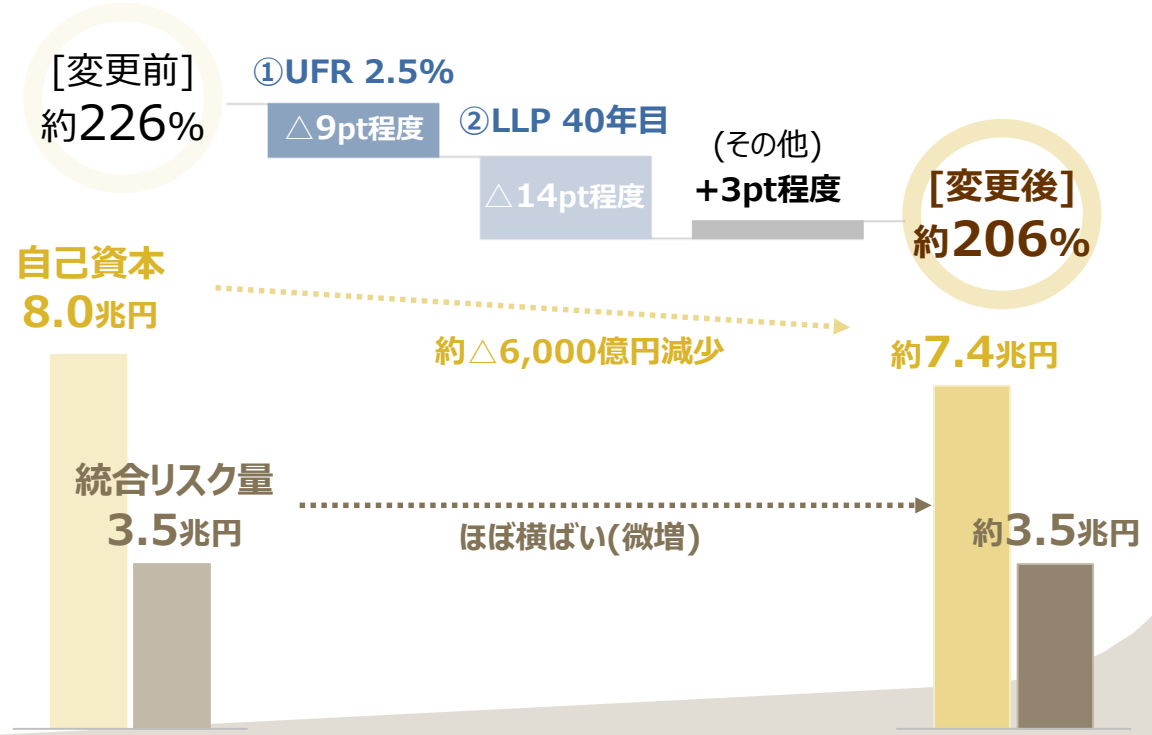 [変更前]
約226%
①UFR 2.5%
△9pt程度
②LLP 40年目
△14pt程度
(その他)
+3pt程度
[変更後]
約206%
自己資本
8.0兆円
約△6,000億円減少
約7.4兆円
統合リスク量
3.5兆円
ほぼ横ばい(微増)
約3.5兆円